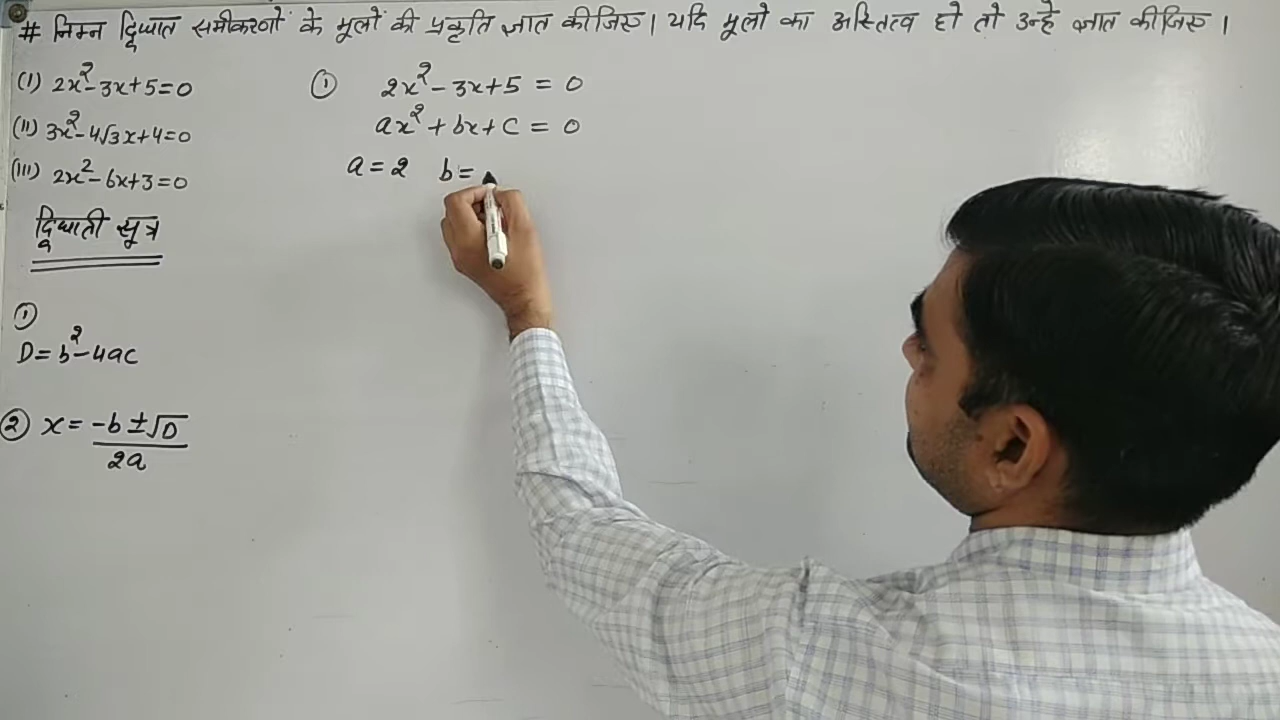 # निम्न द्विघात समीकरणों के मूलों की प्रकृति ज्ञात कीजिए। यदि मूलो का अस्तित्व हो तो उन्हे ज्ञात कीजिए।
(I) 2x²-3x+5=0
(II) 3x²-4√3x+4=0
(III) 2x²-6x+3=0
द्विघाती सूत्र
①
D=b²-4ac
② x = (-b±√D)/2a
① 2x²-3x+5 = 0
ax²+bx+c = 0
a=2 b=